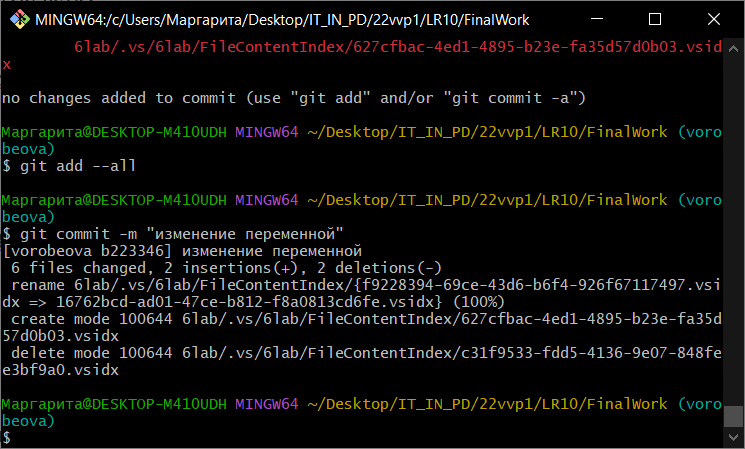 MINGW64:/c/Users/Маргарита/Desktop/IT_IN_PD/22vvp1/LR10/FinalWork
6lab/.vs/6lab/FileContentIndex/627cfbac-4ed1-4895-b23e-fa35d57d0b03.vsid
x
no changes added to commit (use "git add" and/or "git commit -a")
Маргарита@DESKTOP-M41OUDH MINGW64 ~/Desktop/IT_IN_PD/22vvp1/LR10/FinalWork (voro
beova)
$ git add --all
Маргарита@DESKTOP-M41OUDH MINGW64 ~/Desktop/IT_IN_PD/22vvp1/LR10/FinalWork (voro
beova)
$ git commit -m "изменение переменной"
[vorobeova b223346] изменение переменной
6 files changed, 2 insertions(+), 2 deletions(-)
rename 6lab/.vs/6lab/FileContentIndex/{f9228394-69ce-43d6-b6f4-926f67117497.vsi
dx => 16762bcd-ad01-47ce-b812-f8a0813cd6fe.vsidx} (100%)
create mode 100644 6lab/.vs/6lab/FileContentIndex/627cfbac-4ed1-4895-b23e-fa35d
57d0b03.vsidx
delete mode 100644 6lab/.vs/6lab/FileContentIndex/c31f9533-fdd5-4136-9e07-848fe
e3bf9a0.vsidx
Маргарита@DESKTOP-M41OUDH MINGW64 ~/Desktop/IT_IN_PD/22vvp1/LR10/FinalWork (voro
beova)
$